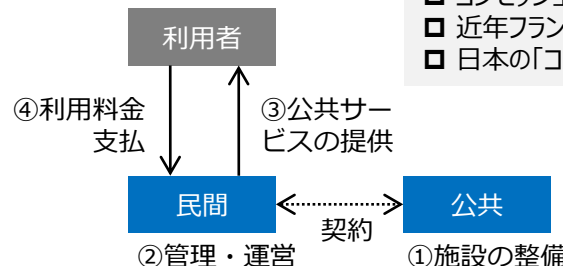 近年フラン
日本の「コ
利用者
④利用料金
支払
③公共サー
ビスの提供
民間
契約
公共
②管理・運営
①施設の整備